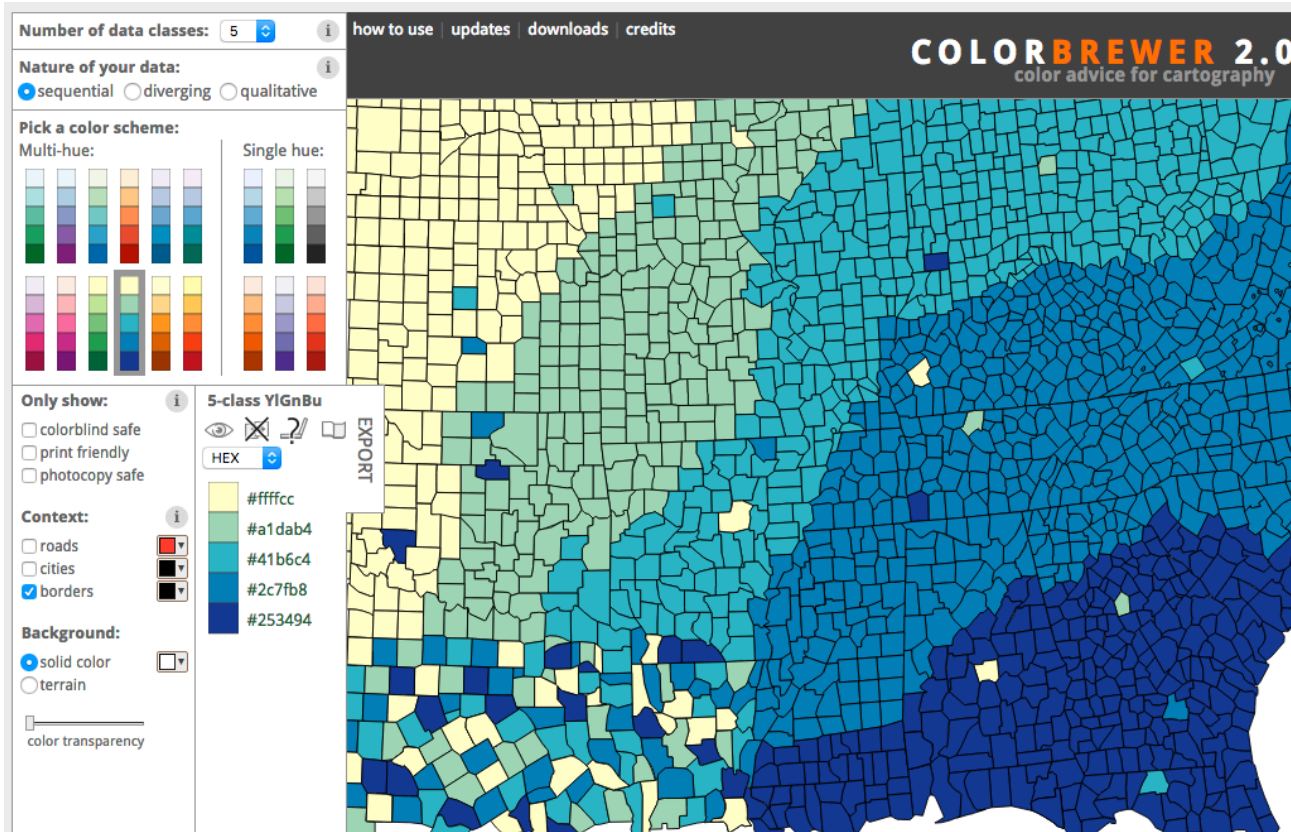 Number of data classes: 5 i
how to use | updates | downloads | credits
COLORBREWER 2.0
color advice for cartography
Nature of your data: i
sequential diverging qualitative
Pick a color scheme:
Multi-hue: Single hue:
Only show: i
colorblind safe
print friendly
photocopy safe
Context: i
roads
cities
borders
Background:
solid color
terrain
color transparency
5-class YlGnBu
HEX
EXPORT
#ffffcc
#a1dab4
#41b6c4
#2c7fb8
#253494